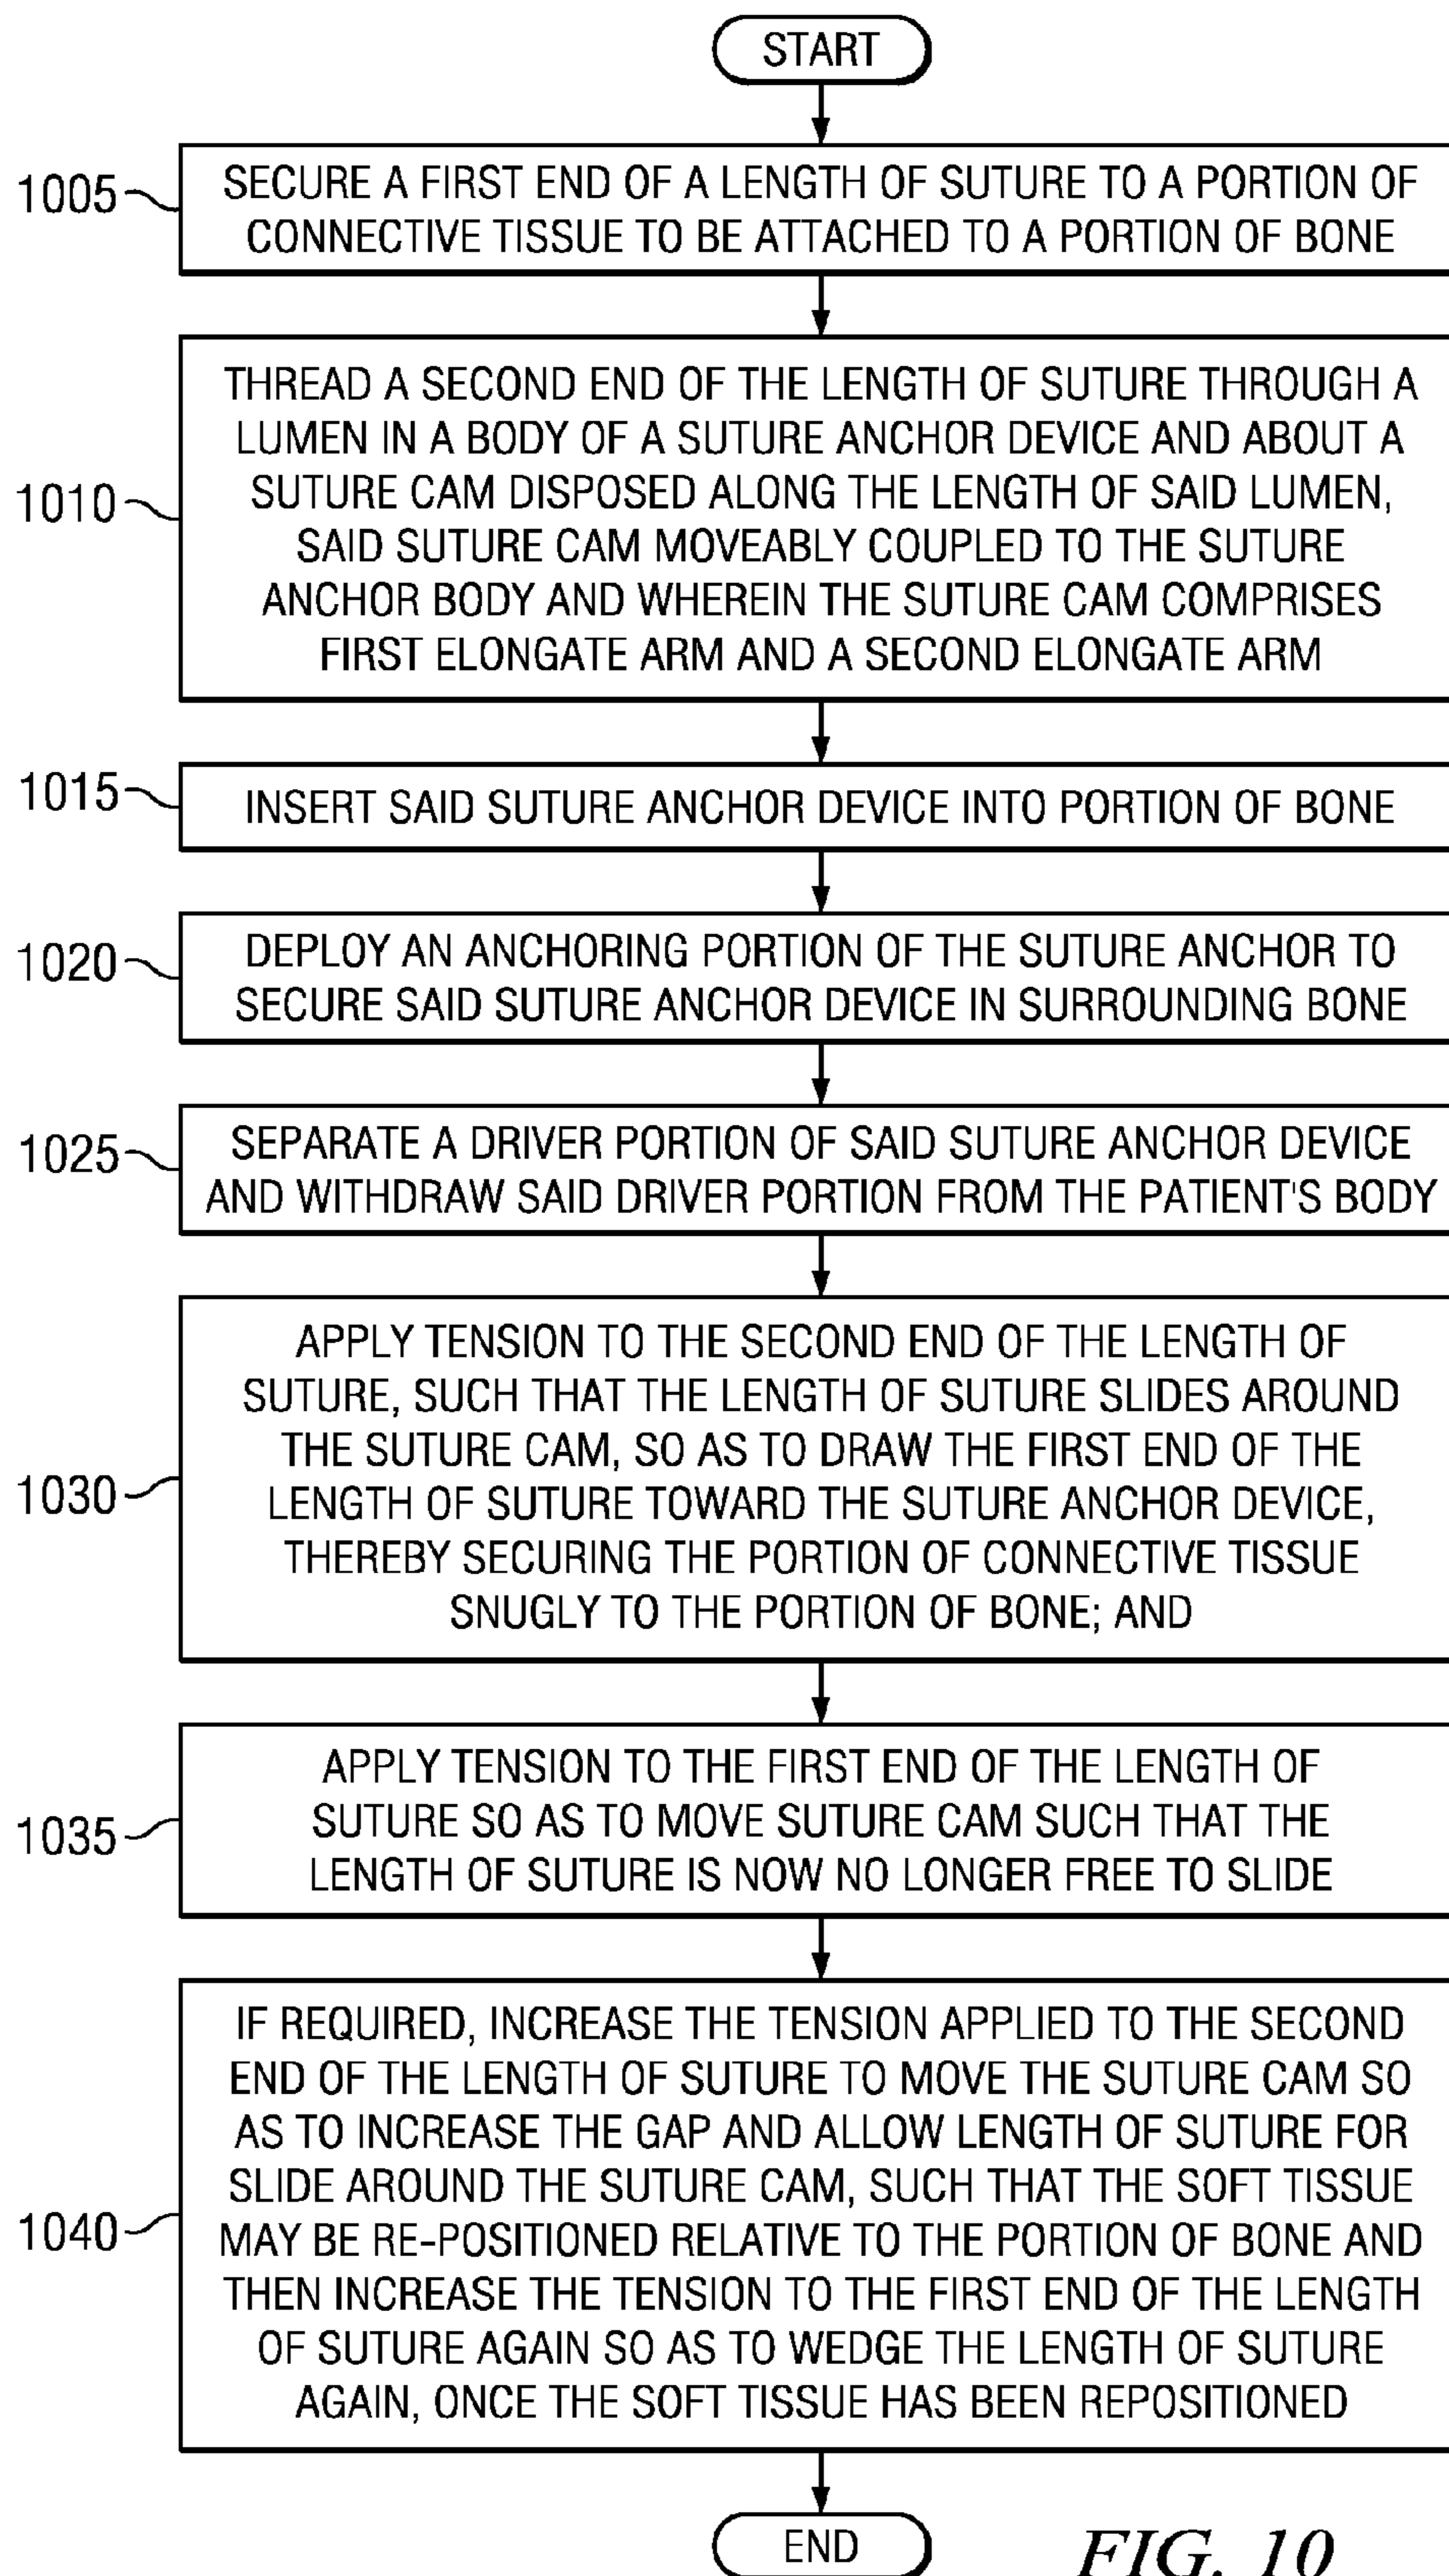 START
1005
SECURE A FIRST END OF A LENGTH OF SUTURE TO A PORTION OF
CONNECTIVE TISSUE TO BE ATTACHED TO A PORTION OF BONE
1010
THREAD A SECOND END OF THE LENGTH OF SUTURE THROUGH A
LUMEN IN A BODY OF A SUTURE ANCHOR DEVICE AND ABOUT A
SUTURE CAM DISPOSED ALONG THE LENGTH OF SAID LUMEN,
SAID SUTURE CAM MOVEABLY COUPLED TO THE SUTURE
ANCHOR BODY AND WHEREIN THE SUTURE CAM COMPRISES
FIRST ELONGATE ARM AND A SECOND ELONGATE ARM
1015
INSERT SAID SUTURE ANCHOR DEVICE INTO PORTION OF BONE
1020
DEPLOY AN ANCHORING PORTION OF THE SUTURE ANCHOR TO
SECURE SAID SUTURE ANCHOR DEVICE IN SURROUNDING BONE
1025
SEPARATE A DRIVER PORTION OF SAID SUTURE ANCHOR DEVICE
AND WITHDRAW SAID DRIVER PORTION FROM THE PATIENT'S BODY
1030
APPLY TENSION TO THE SECOND END OF THE LENGTH OF
SUTURE, SUCH THAT THE LENGTH OF SUTURE SLIDES AROUND
THE SUTURE CAM, SO AS TO DRAW THE FIRST END OF THE
LENGTH OF SUTURE TOWARD THE SUTURE ANCHOR DEVICE,
THEREBY SECURING THE PORTION OF CONNECTIVE TISSUE
SNUGLY TO THE PORTION OF BONE; AND
1035
APPLY TENSION TO THE FIRST END OF THE LENGTH OF
SUTURE SO AS TO MOVE SUTURE CAM SUCH THAT THE
LENGTH OF SUTURE IS NOW NO LONGER FREE TO SLIDE
1040
IF REQUIRED, INCREASE THE TENSION APPLIED TO THE SECOND
END OF THE LENGTH OF SUTURE TO MOVE THE SUTURE CAM SO
AS TO INCREASE THE GAP AND ALLOW LENGTH OF SUTURE FOR
SLIDE AROUND THE SUTURE CAM, SUCH THAT THE SOFT TISSUE
MAY BE RE-POSITIONED RELATIVE TO THE PORTION OF BONE AND
THEN INCREASE THE TENSION TO THE FIRST END OF THE LENGTH
OF SUTURE AGAIN SO AS TO WEDGE THE LENGTH OF SUTURE
AGAIN, ONCE THE SOFT TISSUE HAS BEEN REPOSITIONED
END
FIG. 10